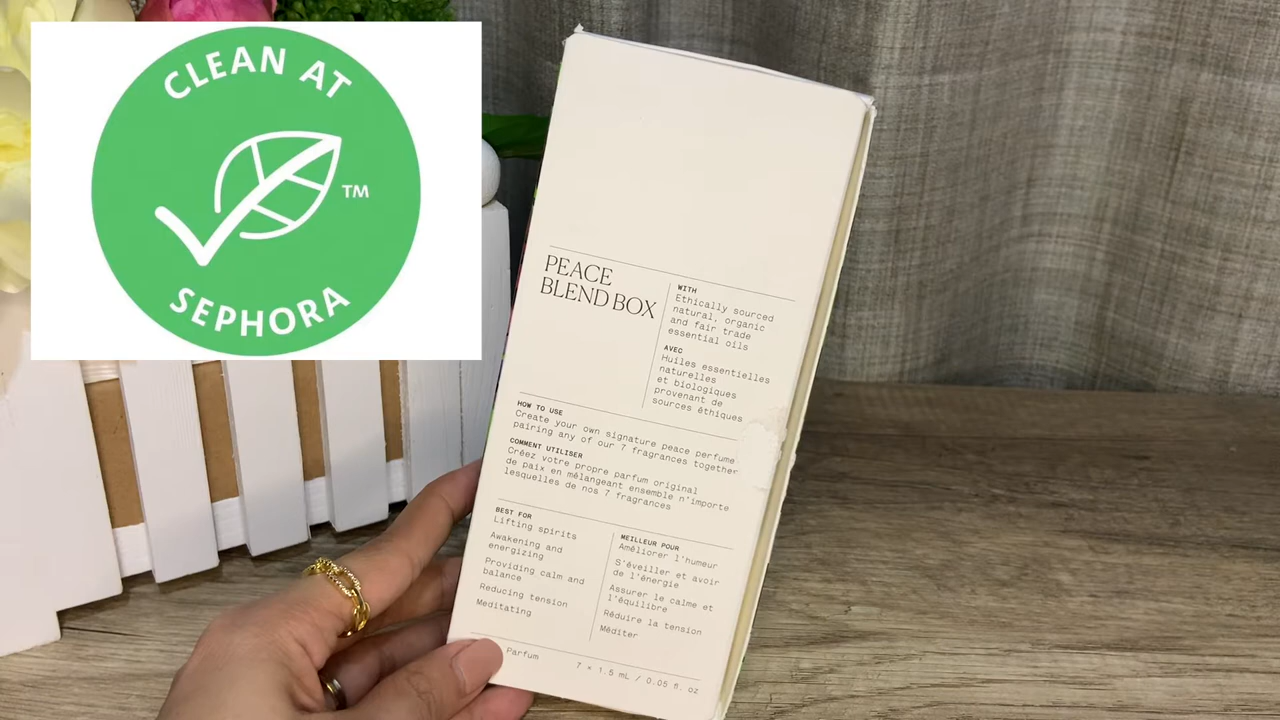 CLEAN AT
TM
SEPHORA
PEACE
BLEND BOX
WITH
Ethically sourced
natural, organic
and fair trade
essential oils
AVEC
Huiles essentielles
naturelles
et biologiques
provenant de
sources éthiques
HOW TO USE
Create your own signature peace perfume
pairing any of our 7 fragrances together
COMMENT UTILISER
Créez votre propre parfum original
de paix en mélangeant ensemble n'importe
lesquelles de nos 7 fragrances
BEST FOR
Lifting spirits
Awakening and
energizing
Providing calm and
balance
Reducing tension
Meditating
MEILLEUR POUR
Améliorer l'humeur
S'éveiller et avoir
de l'énergie
Assurer le calme et
l'équilibre
Réduire la tension
Méditer
Parfum
7 × 1.5 mL / 0.05 fl. oz